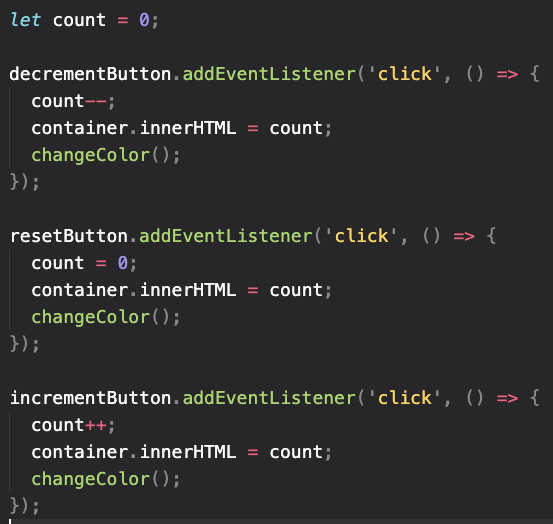 let count = 0;

decrementButton.addEventListener('click', () => {
  count--;
  container.innerHTML = count;
  changeColor();
});

resetButton.addEventListener('click', () => {
  count = 0;
  container.innerHTML = count;
  changeColor();
});

incrementButton.addEventListener('click', () => {
  count++;
  container.innerHTML = count;
  changeColor();
});